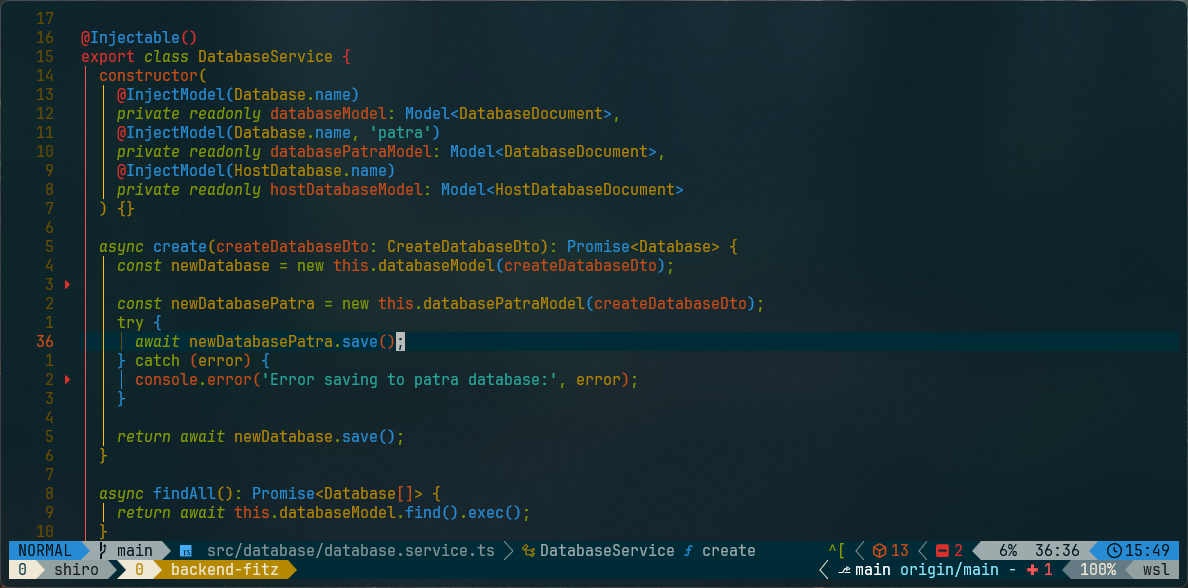 17
16 @Injectable()
15 export class DatabaseService {
14 constructor(
13 @InjectModel(Database.name)
12 private readonly databaseModel: Model<DatabaseDocument>,
11 @InjectModel(Database.name, 'patra')
10 private readonly databasePatraModel: Model<DatabaseDocument>,
9 @InjectModel(HostDatabase.name)
8 private readonly hostDatabaseModel: Model<HostDatabaseDocument>
7 ) {}
6
5 async create(createDatabaseDto: CreateDatabaseDto): Promise<Database> {
4 const newDatabase = new this.databaseModel(createDatabaseDto);
3
2 const newDatabasePatra = new this.databasePatraModel(createDatabaseDto);
1 try {
36 await newDatabasePatra.save();
1 } catch (error) {
2 console.error('Error saving to patra database:', error);
3 }
4
5 return await newDatabase.save();
6 }
7
8 async findAll(): Promise<Database[]> {
9 return await this.databaseModel.find().exec();
10 }
NORMAL main TS src/database/database.service.ts DatabaseService f create ^[ 13 2 6% 36:36 15:49
0 shiro 0 backend-fitz main origin/main - 1 100% wsl